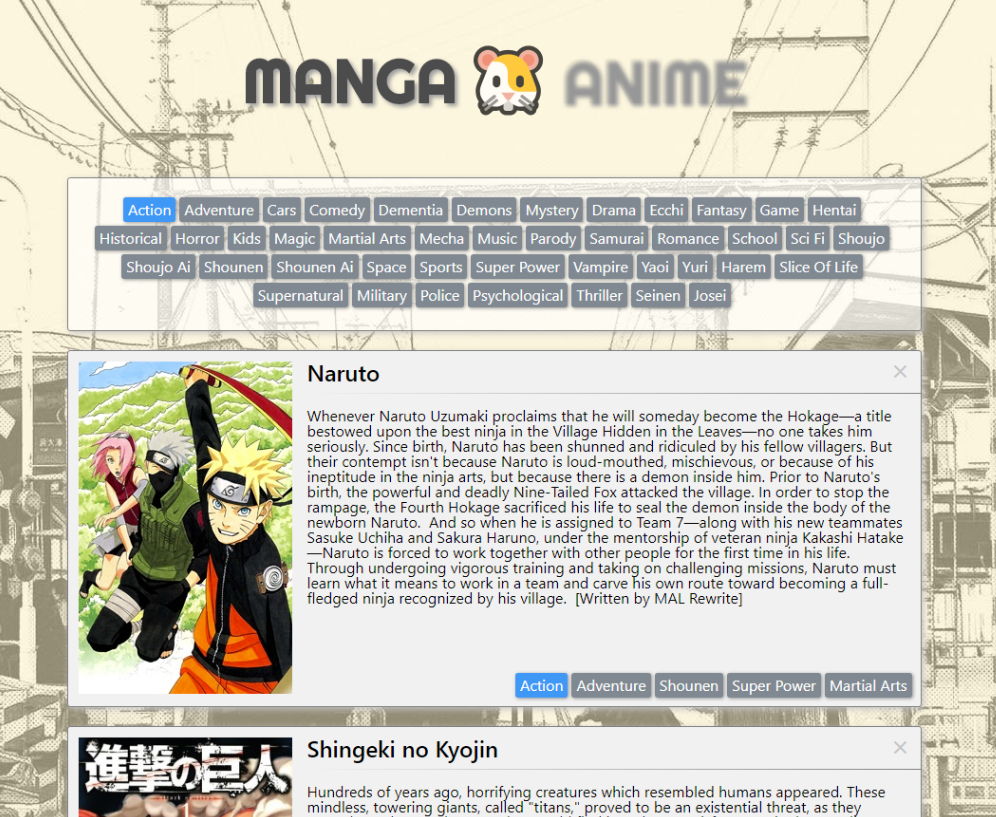 MANGA ANIME
Action Adventure Cars Comedy Dementia Demons Mystery Drama Ecchi Fantasy Game Hentai
Historical Horror Kids Magic Martial Arts Mecha Music Parody Samurai Romance School Sci Fi Shoujo
Shoujo Ai Shounen Shounen Ai Space Sports Super Power Vampire Yaoi Yuri Harem Slice Of Life
Supernatural Military Police Psychological Thriller Seinen Josei
Naruto ×
Whenever Naruto Uzumaki proclaims that he will someday become the Hokage—a title
bestowed upon the best ninja in the Village Hidden in the Leaves—no one takes him
seriously. Since birth, Naruto has been shunned and ridiculed by his fellow villagers. But
their contempt isn't because Naruto is loud-mouthed, mischievous, or because of his
ineptitude in the ninja arts, but because there is a demon inside him. Prior to Naruto's
birth, the powerful and deadly Nine-Tailed Fox attacked the village. In order to stop the
rampage, the Fourth Hokage sacrificed his life to seal the demon inside the body of the
newborn Naruto. And so when he is assigned to Team 7—along with his new teammates
Sasuke Uchiha and Sakura Haruno, under the mentorship of veteran ninja Kakashi Hatake
—Naruto is forced to work together with other people for the first time in his life.
Through undergoing vigorous training and taking on challenging missions, Naruto must
learn what it means to work in a team and carve his own route toward becoming a full-
fledged ninja recognized by his village. [Written by MAL Rewrite]
Action Adventure Shounen Super Power Martial Arts
進撃の巨人
Shingeki no Kyojin ×
Hundreds of years ago, horrifying creatures which resembled humans appeared. These
mindless, towering giants, called "titans," proved to be an existential threat, as they